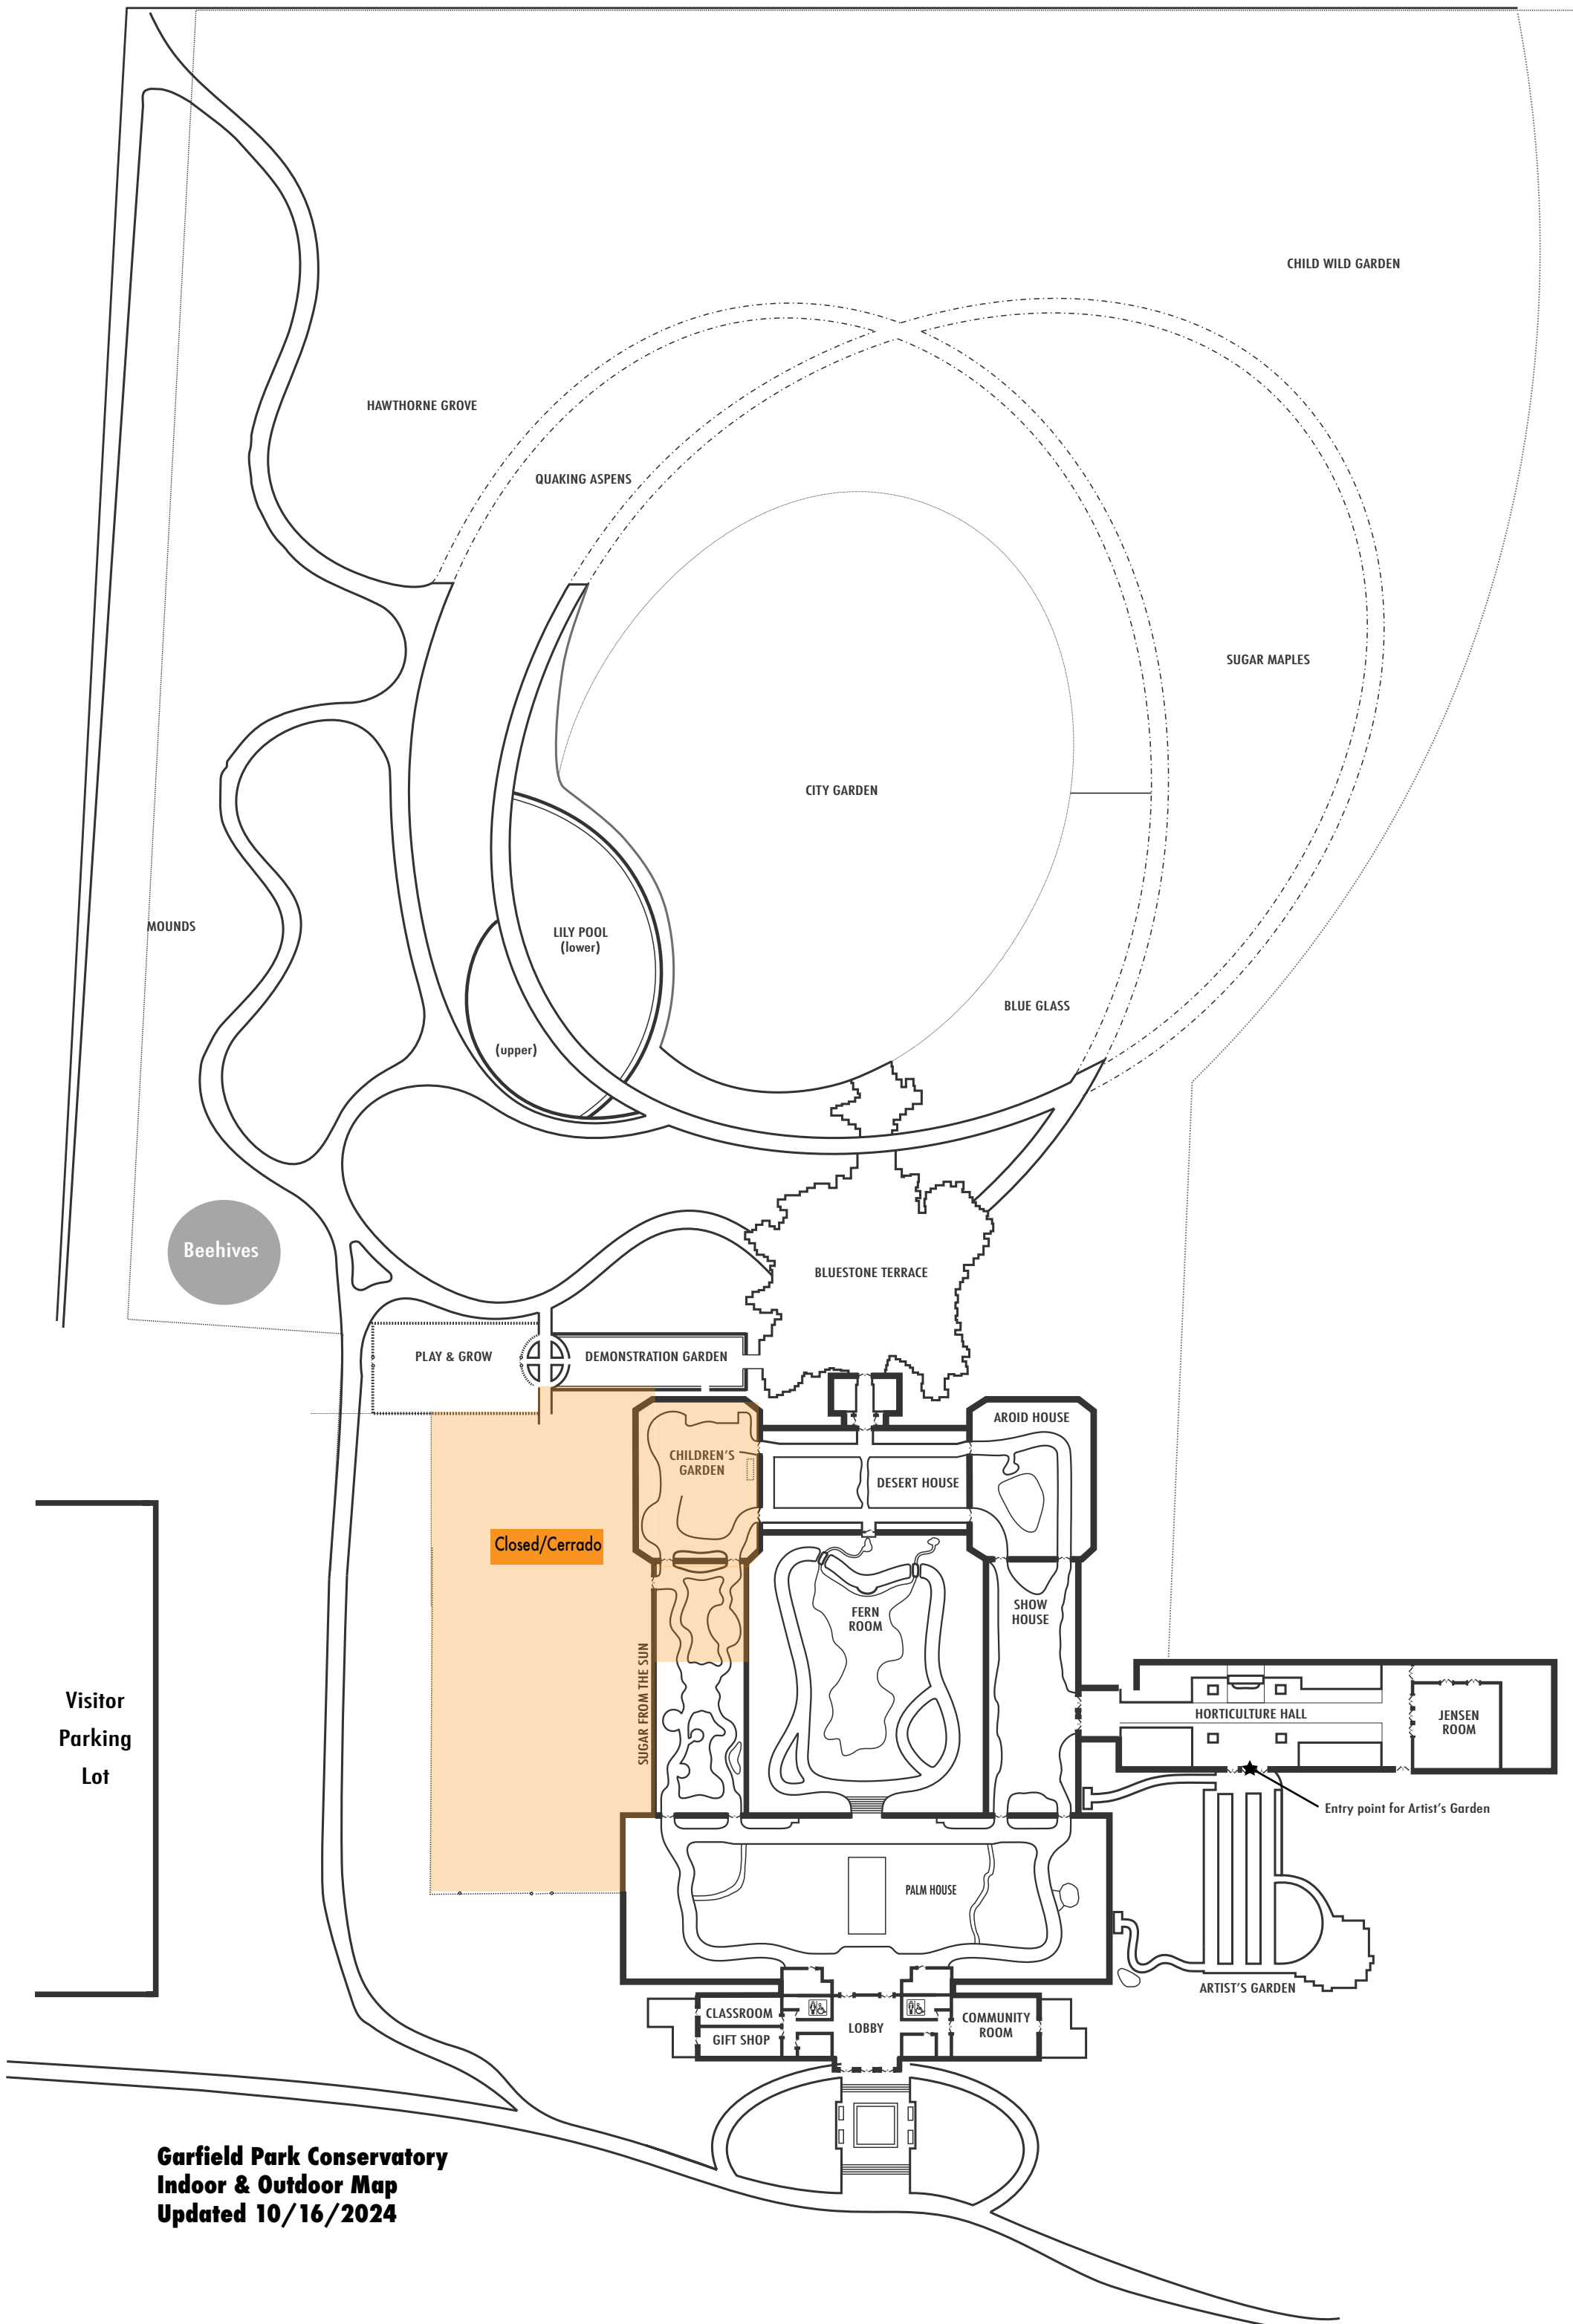 CHILD WILD GARDEN
HAWTHORNE GROVE
QUAKING ASPENS
SUGAR MAPLES
CITY GARDEN
MOUNDS
LILY POOL
(lower)
BLUE GLASS
(upper)
Beehives
BLUESTONE TERRACE
PLAY & GROW
DEMONSTRATION GARDEN
AROID HOUSE
CHILDREN'S
GARDEN
DESERT HOUSE
Closed/Cerrado
SHOW
HOUSE
FERN
ROOM
SUGAR FROM THE SUN
Visitor
Parking
Lot
HORTICULTURE HALL
JENSEN
ROOM
Entry point for Artist's Garden
PALM HOUSE
ARTIST'S GARDEN
CLASSROOM
GIFT SHOP
LOBBY
COMMUNITY
ROOM
Garfield Park Conservatory
Indoor & Outdoor Map
Updated 10/16/2024